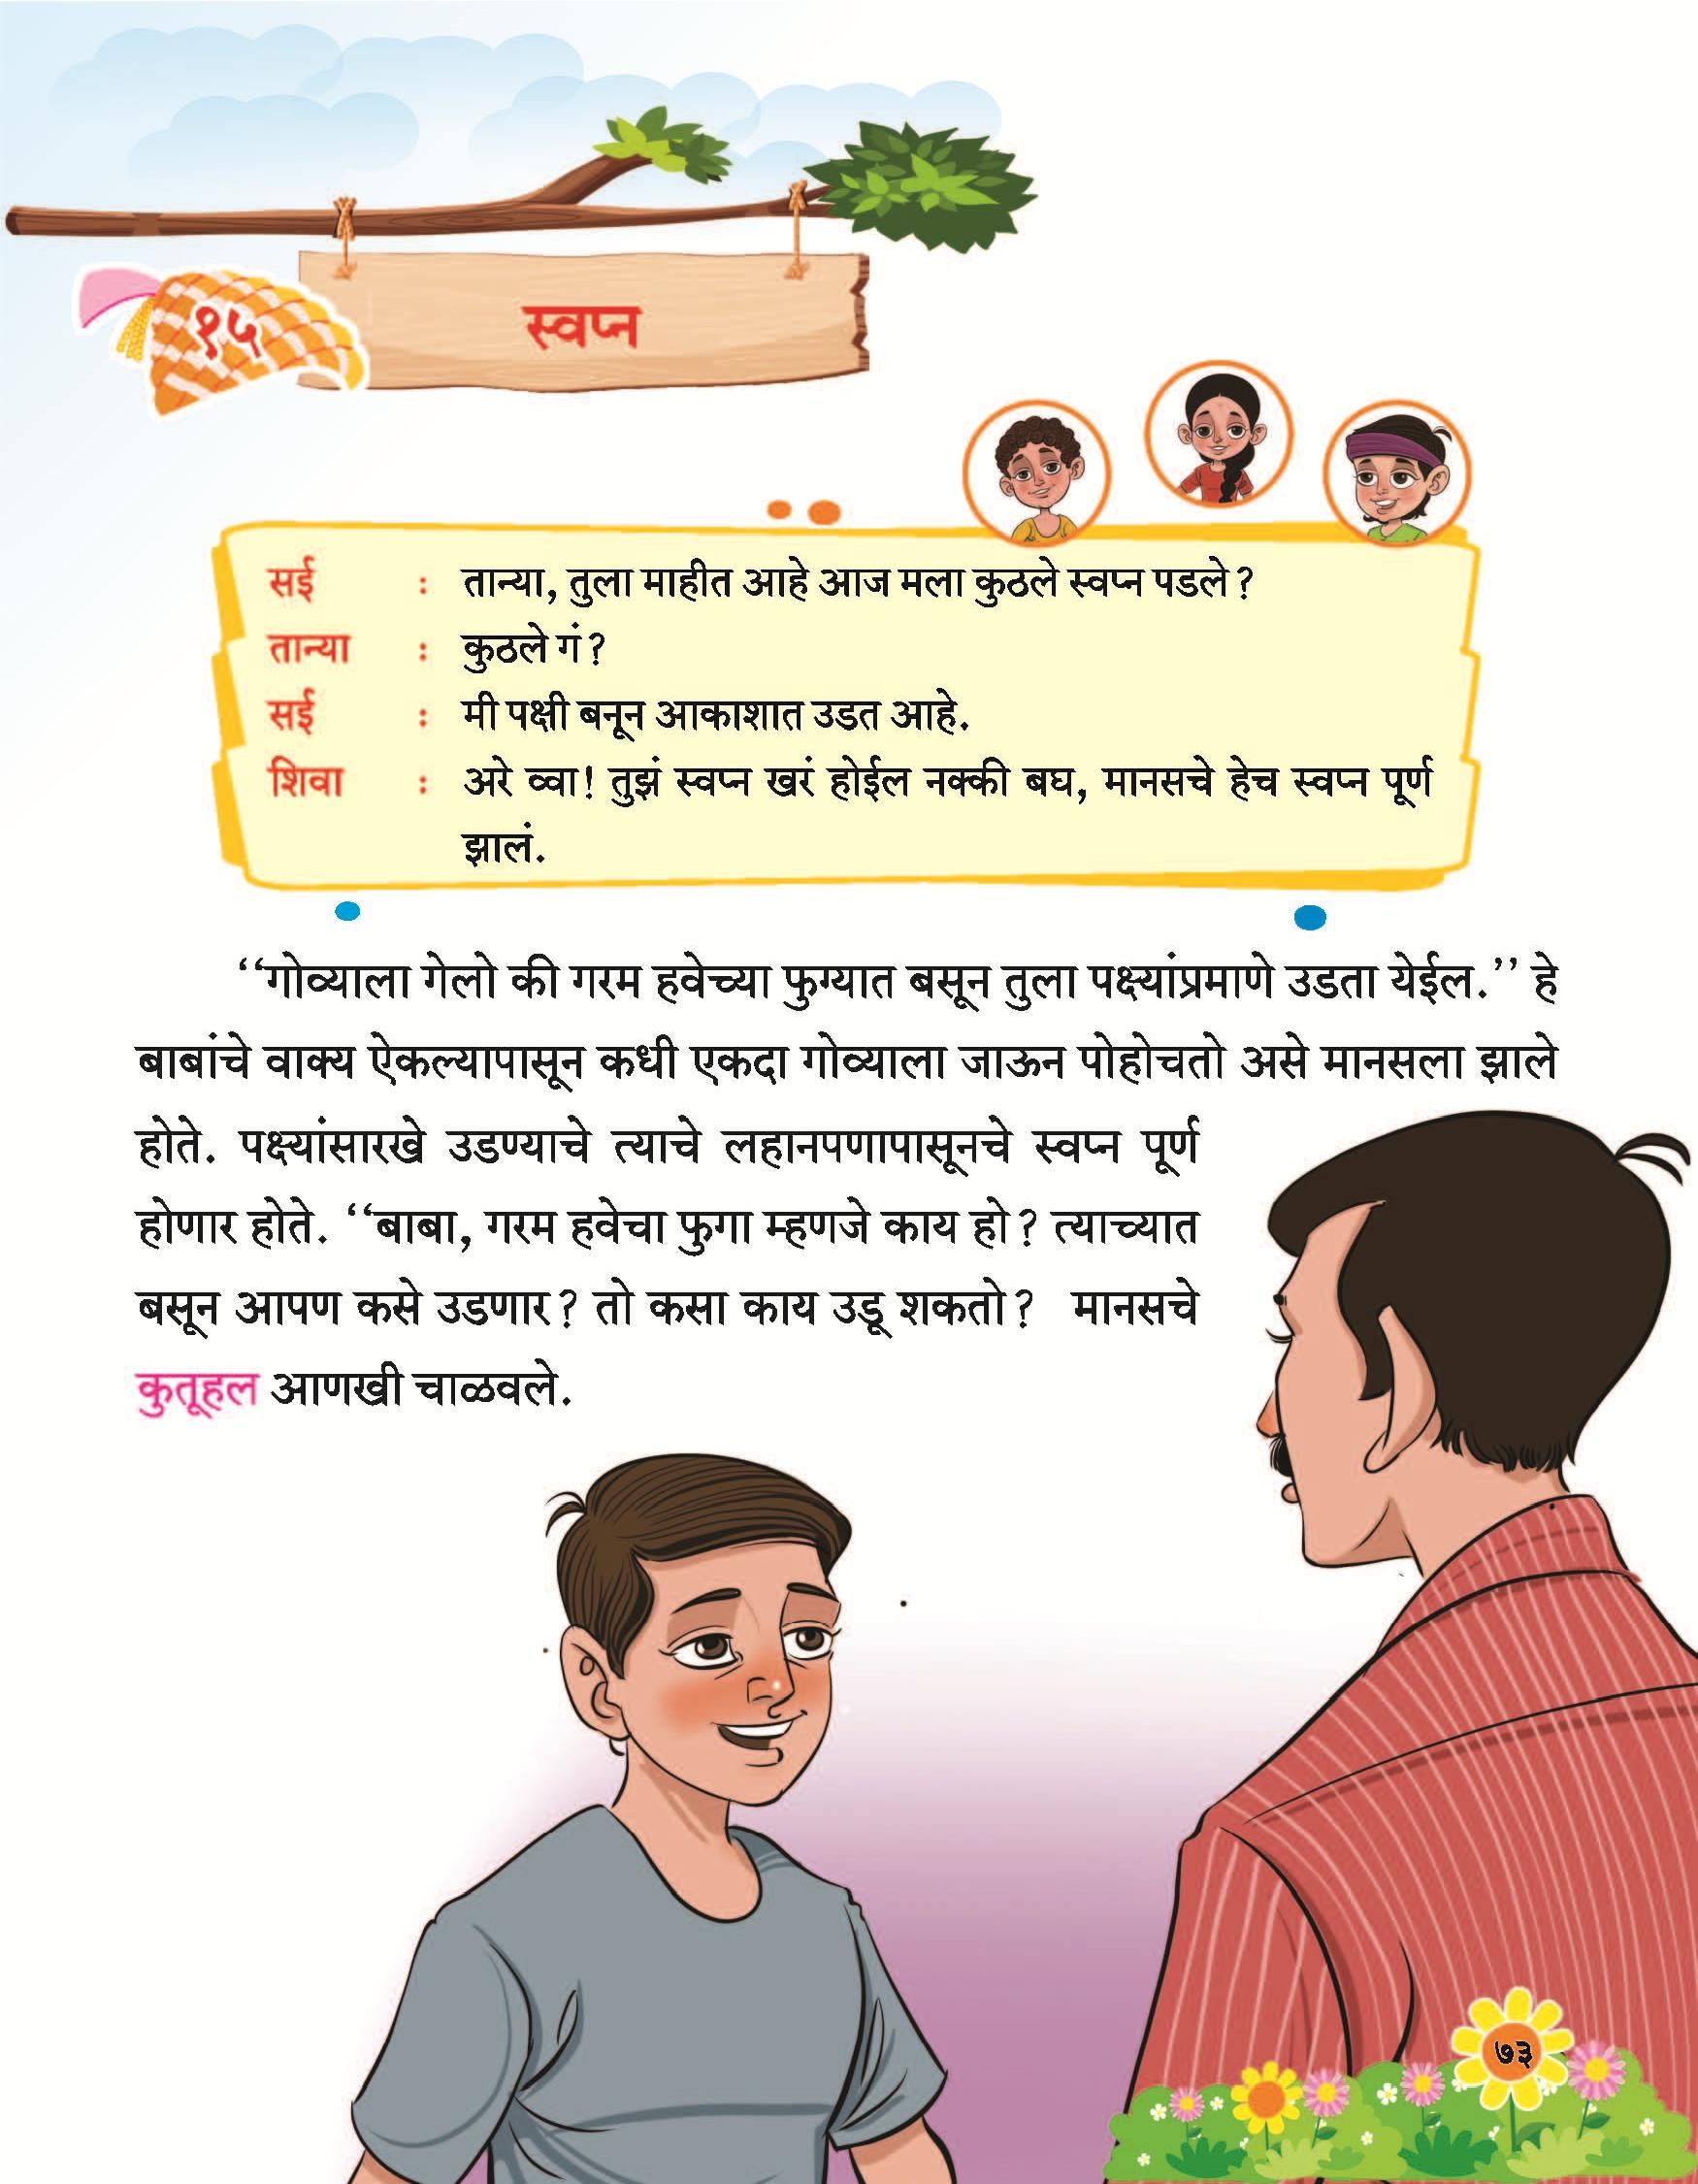 १५
स्वप्न
सई : तान्या, तुला माहीत आहे आज मला कुठले स्वप्न पडले?
तान्या : कुठले गं?
सई : मी पक्षी बनून आकाशात उडत आहे.
शिवा : अरे व्वा! तुझं स्वप्न खरं होईल नक्की बघ, मानसचे हेच स्वप्न पूर्ण
झालं.
‘‘गोव्याला गेलो की गरम हवेच्या फुग्यात बसून तुला पक्ष्यांप्रमाणे उडता येईल.’’ हे
बाबांचे वाक्य ऐकल्यापासून कधी एकदा गोव्याला जाऊन पोहोचतो असे मानसला झाले
होते. पक्ष्यांसारखे उडण्याचे त्याचे लहानपणापासूनचे स्वप्न पूर्ण
होणार होते. ‘‘बाबा, गरम हवेचा फुगा म्हणजे काय हो? त्याच्यात
बसून आपण कसे उडणार? तो कसा काय उडू शकतो? मानसचे
कुतूहल आणखी चाळवले.
७३